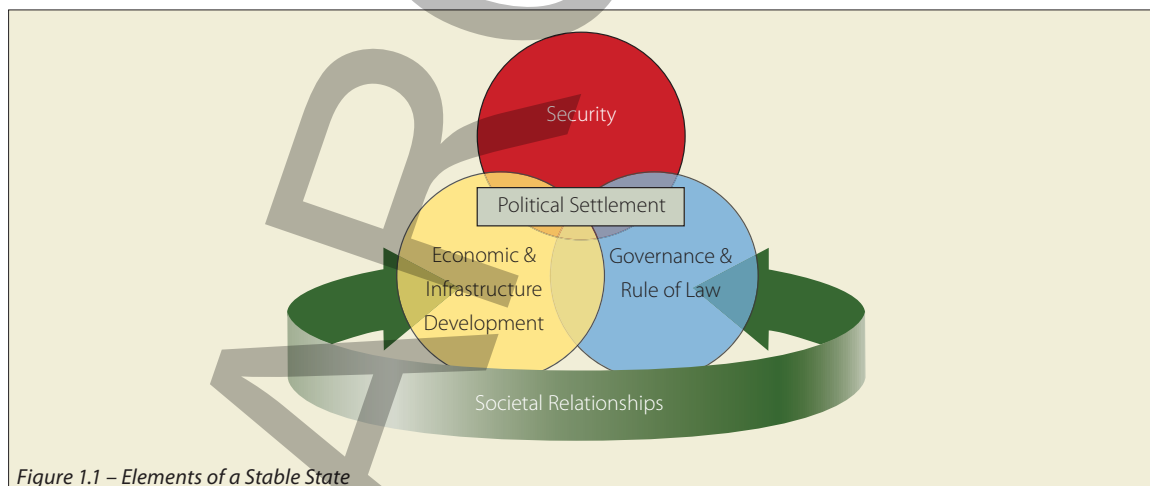 Security
Political Settlement
Economic &
Infrastructure
Development
Governance &
Rule of Law
Societal Relationships
Figure 1.1 – Elements of a Stable State